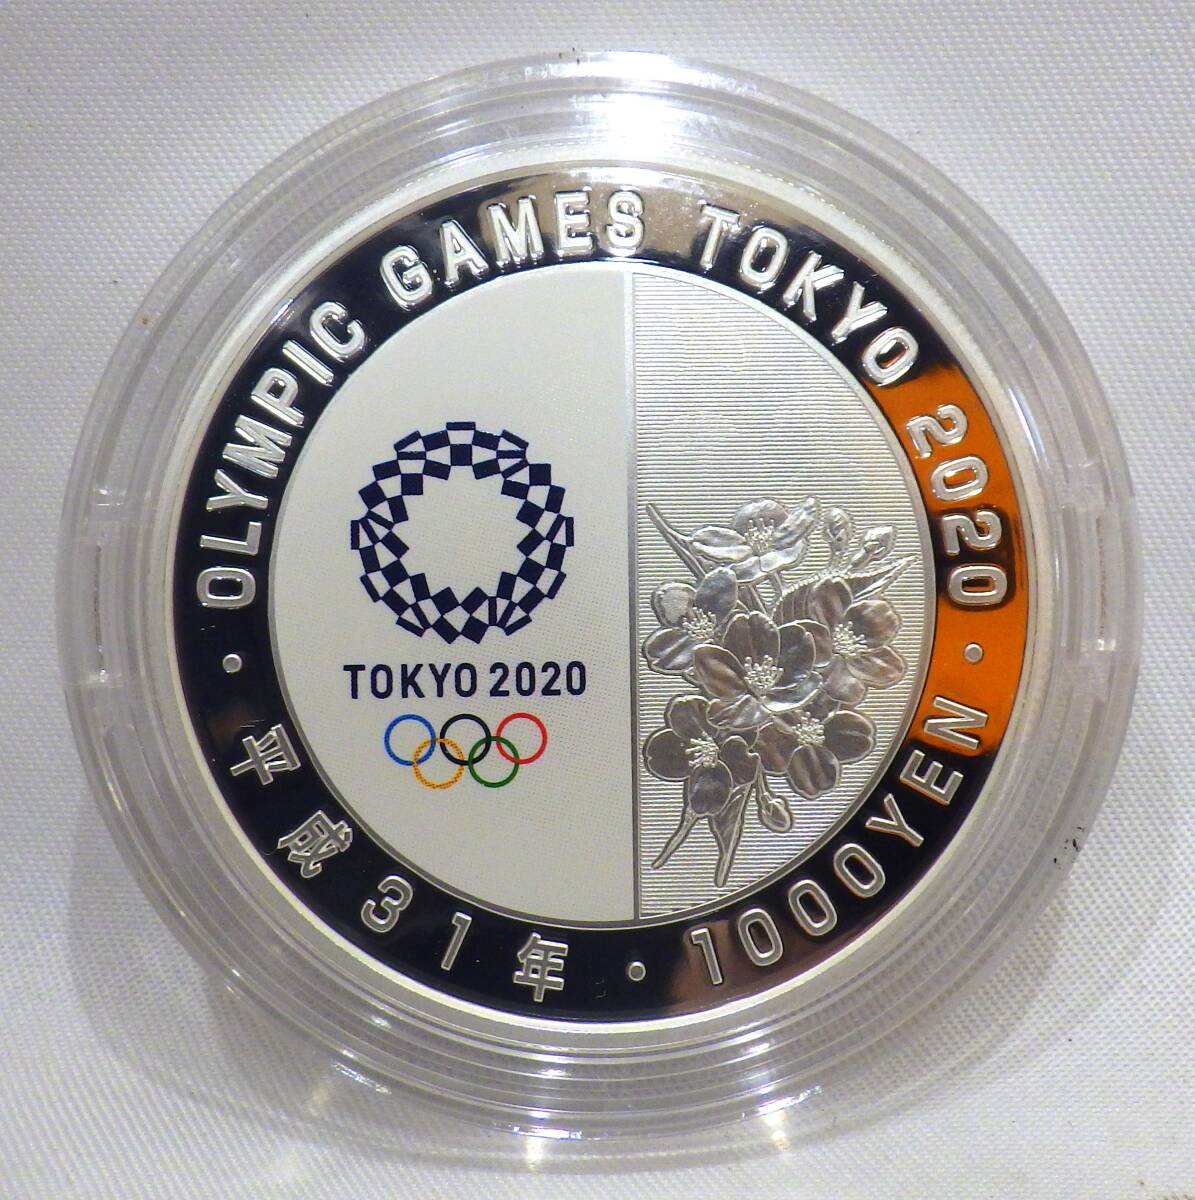 OLYMPIC GAMES TOKYO 2020
TOKYO 2020
平成31年・1000YEN